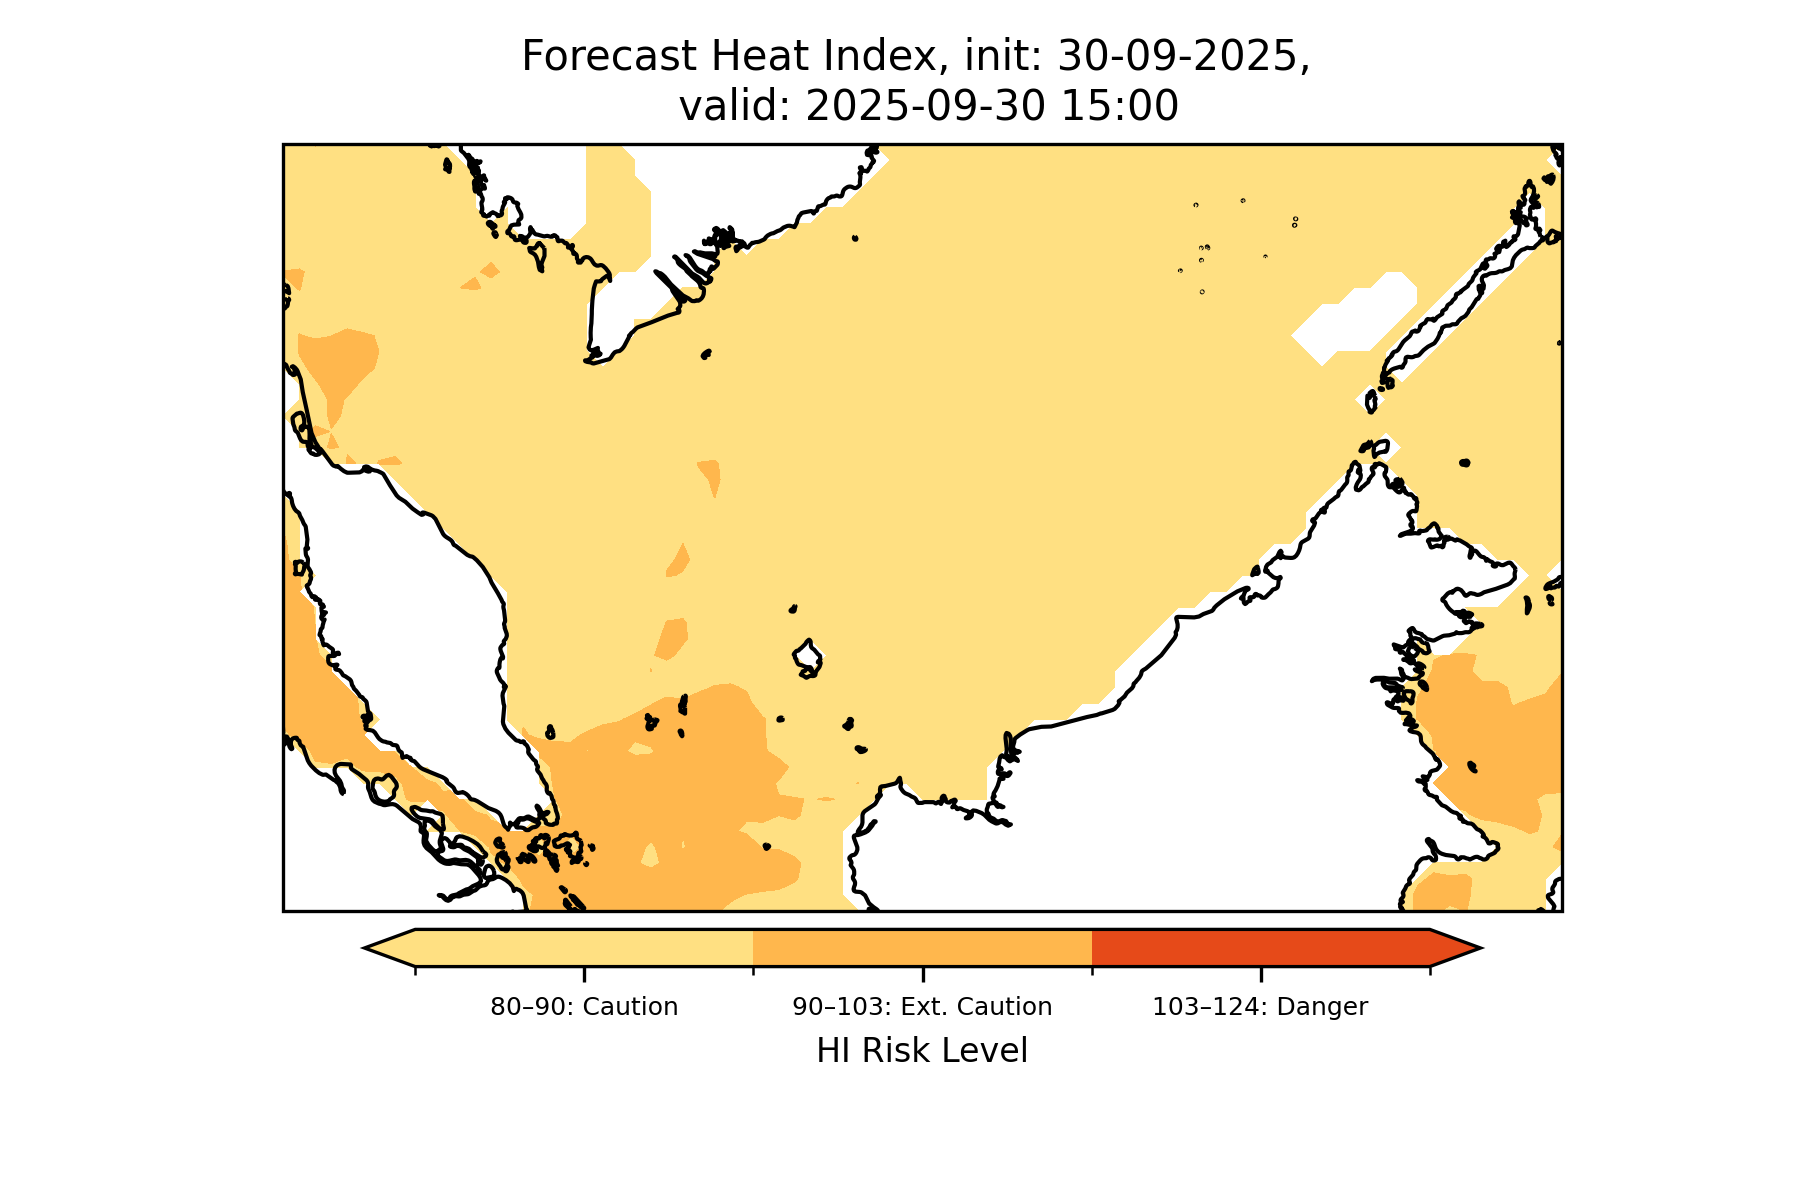 Forecast Heat Index, init: 30-09-2025,
valid: 2025-09-30 15:00
80–90: Caution
90–103: Ext. Caution
103–124: Danger
HI Risk Level